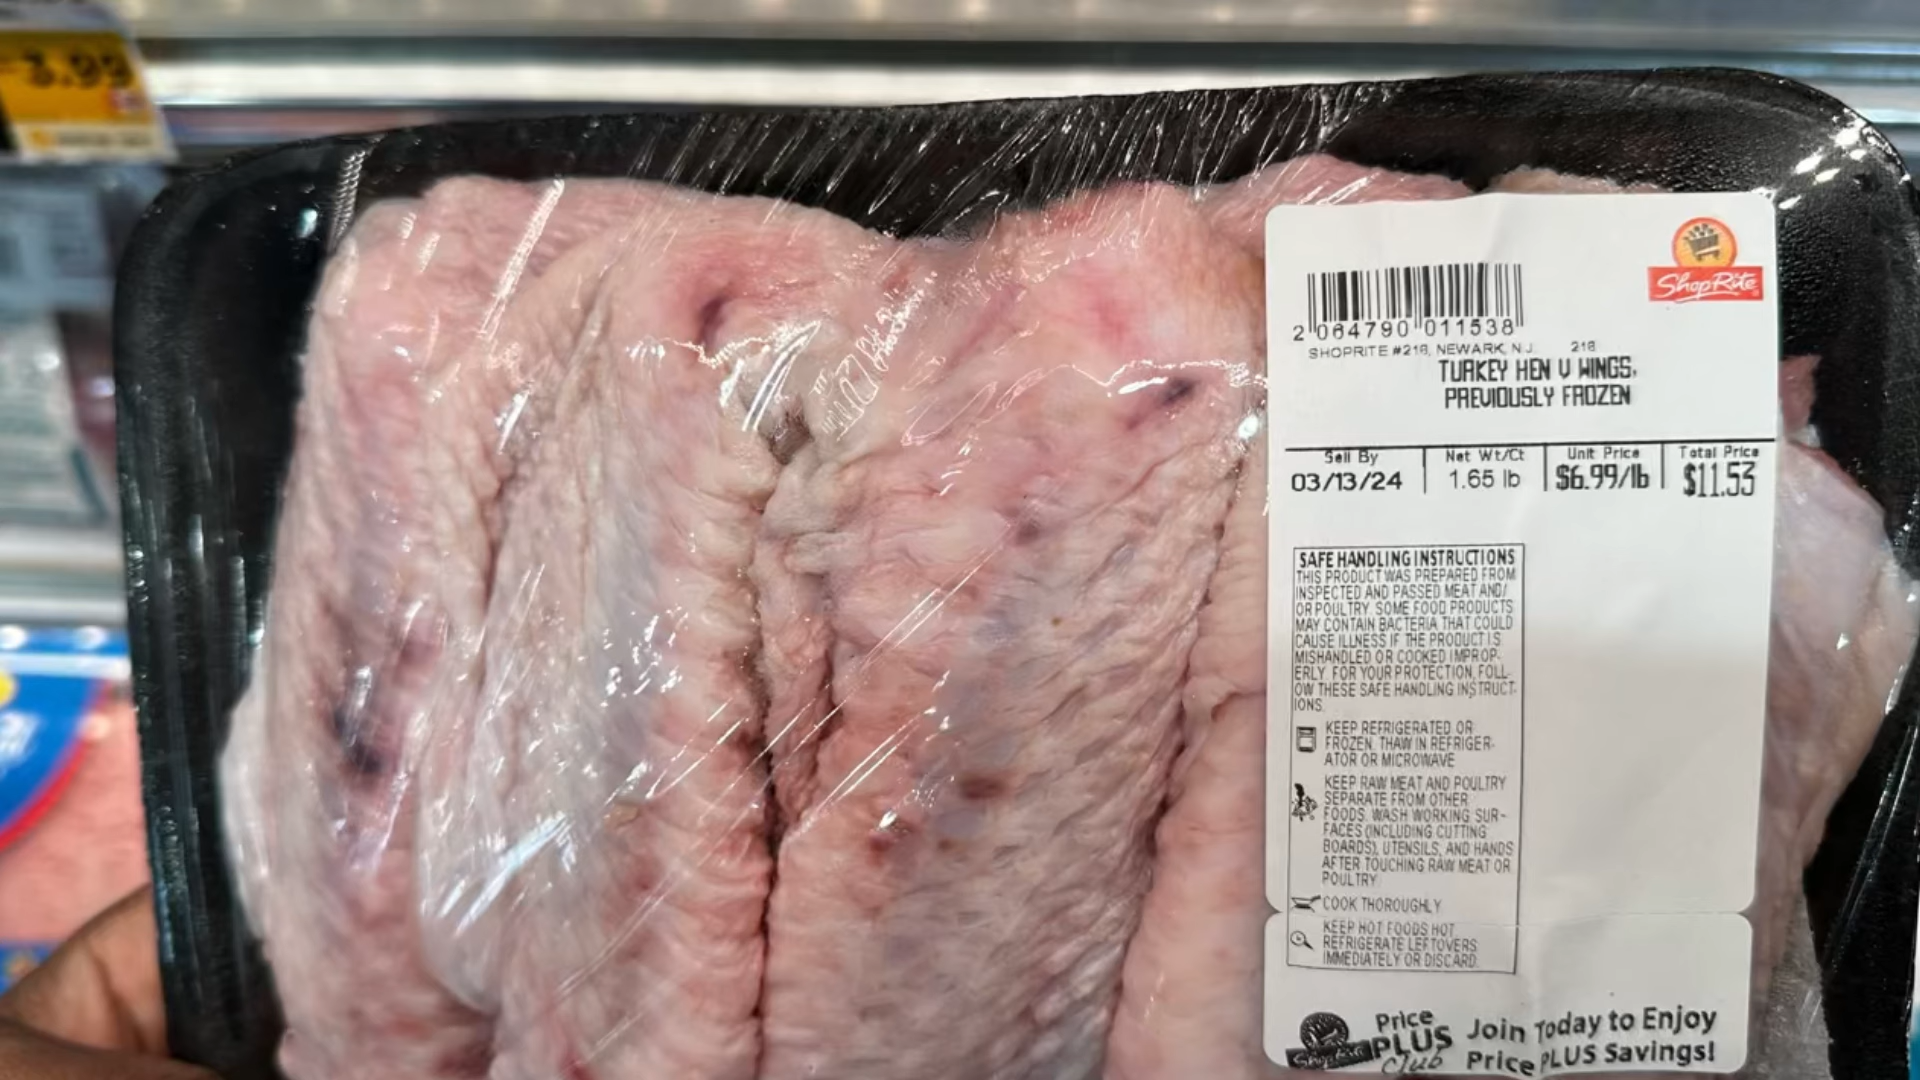 3.99
ShopRite
2 064790 011538
SHOPRITE #218, NEWARK, N.J. 218
TURKEY HEN V WINGS,
PREVIOUSLY FROZEN
Sell By Net Wt/Ct Unit Price Total Price
03/13/24 1.65 lb $6.99/lb $11.53
SAFE HANDLING INSTRUCTIONS
THIS PRODUCT WAS PREPARED FROM
INSPECTED AND PASSED MEAT AND/
OR POULTRY. SOME FOOD PRODUCTS
MAY CONTAIN BACTERIA THAT COULD
CAUSE ILLNESS IF THE PRODUCT IS
MISHANDLED OR COOKED IMPROP-
ERLY. FOR YOUR PROTECTION, FOLL-
OW THESE SAFE HANDLING INSTRUCT-
IONS.
KEEP REFRIGERATED OR
FROZEN. THAW IN REFRIGER-
ATOR OR MICROWAVE
KEEP RAW MEAT AND POULTRY
SEPARATE FROM OTHER
FOODS. WASH WORKING SUR-
FACES (INCLUDING CUTTING
BOARDS), UTENSILS, AND HANDS
AFTER TOUCHING RAW MEAT OR
POULTRY
COOK THOROUGHLY
KEEP HOT FOODS HOT.
REFRIGERATE LEFTOVERS
IMMEDIATELY OR DISCARD.
Price
PLUS
Club
Join Today to Enjoy
Price PLUS Savings!